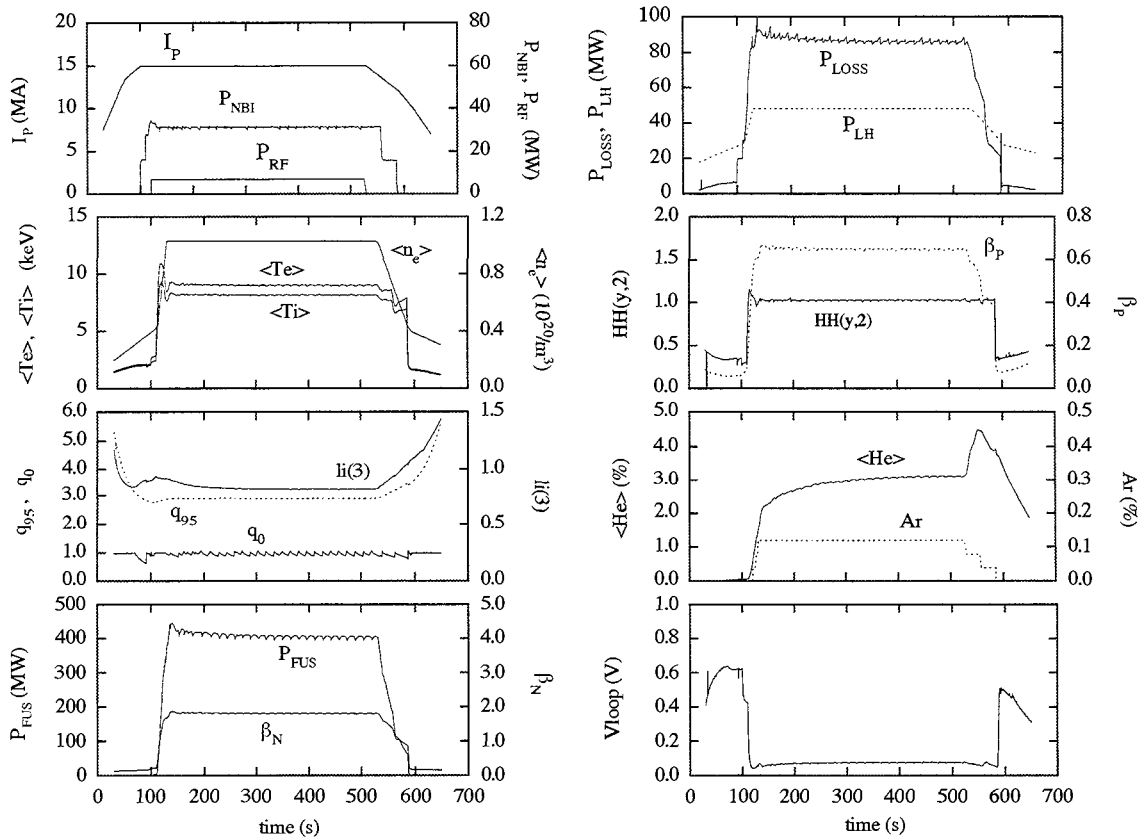 20
15
10
5
0
I_P (MA)
I_P
P_NBI
P_RF
80
60
40
20
0
P_NBI, P_RF (MW)
15
10
5
0
<Te>, <Ti> (keV)
<n_e>
<Te>
<Ti>
1.2
0.8
0.4
0.0
<n_e> (10^20/m^3)
6.0
5.0
4.0
3.0
2.0
1.0
0.0
q_95 , q_0
li(3)
q_95
q_0
1.5
1.0
0.5
0.0
li(3)
500
400
300
200
100
0
P_FUS (MW)
P_FUS
β_N
5.0
4.0
3.0
2.0
1.0
0.0
β_N
0 100 200 300 400 500 600 700
time (s)
100
80
60
40
20
0
P_LOSS, P_LH (MW)
P_LOSS
P_LH
2.0
1.5
1.0
0.5
0.0
HH(y,2)
β_P
HH(y,2)
0.8
0.6
0.4
0.2
0.0
β_P
5.0
4.0
3.0
2.0
1.0
0.0
<He> (%)
<He>
Ar
0.5
0.4
0.3
0.2
0.1
0.0
Ar (%)
1.0
0.8
0.6
0.4
0.2
0.0
Vloop (V)
0 100 200 300 400 500 600 700
time (s)